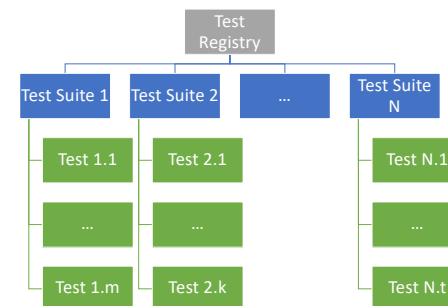 Test
Registry
Test Suite 1
Test Suite 2
...
Test Suite
N
Test 1.1
Test 2.1
Test N.1
...
...
...
Test 1.m
Test 2.k
Test N.t